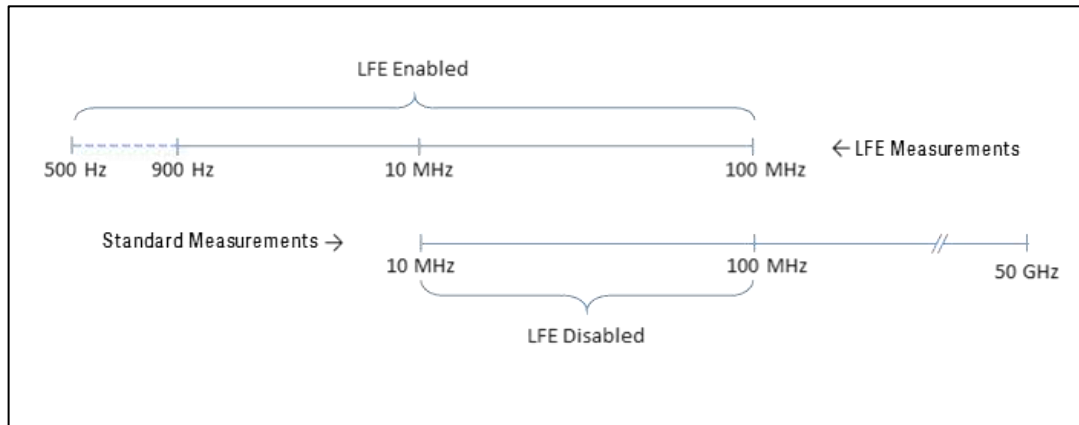 LFE Enabled
500 Hz 900 Hz 10 MHz 100 MHz ← LFE Measurements
Standard Measurements →
10 MHz 100 MHz 50 GHz
LFE Disabled